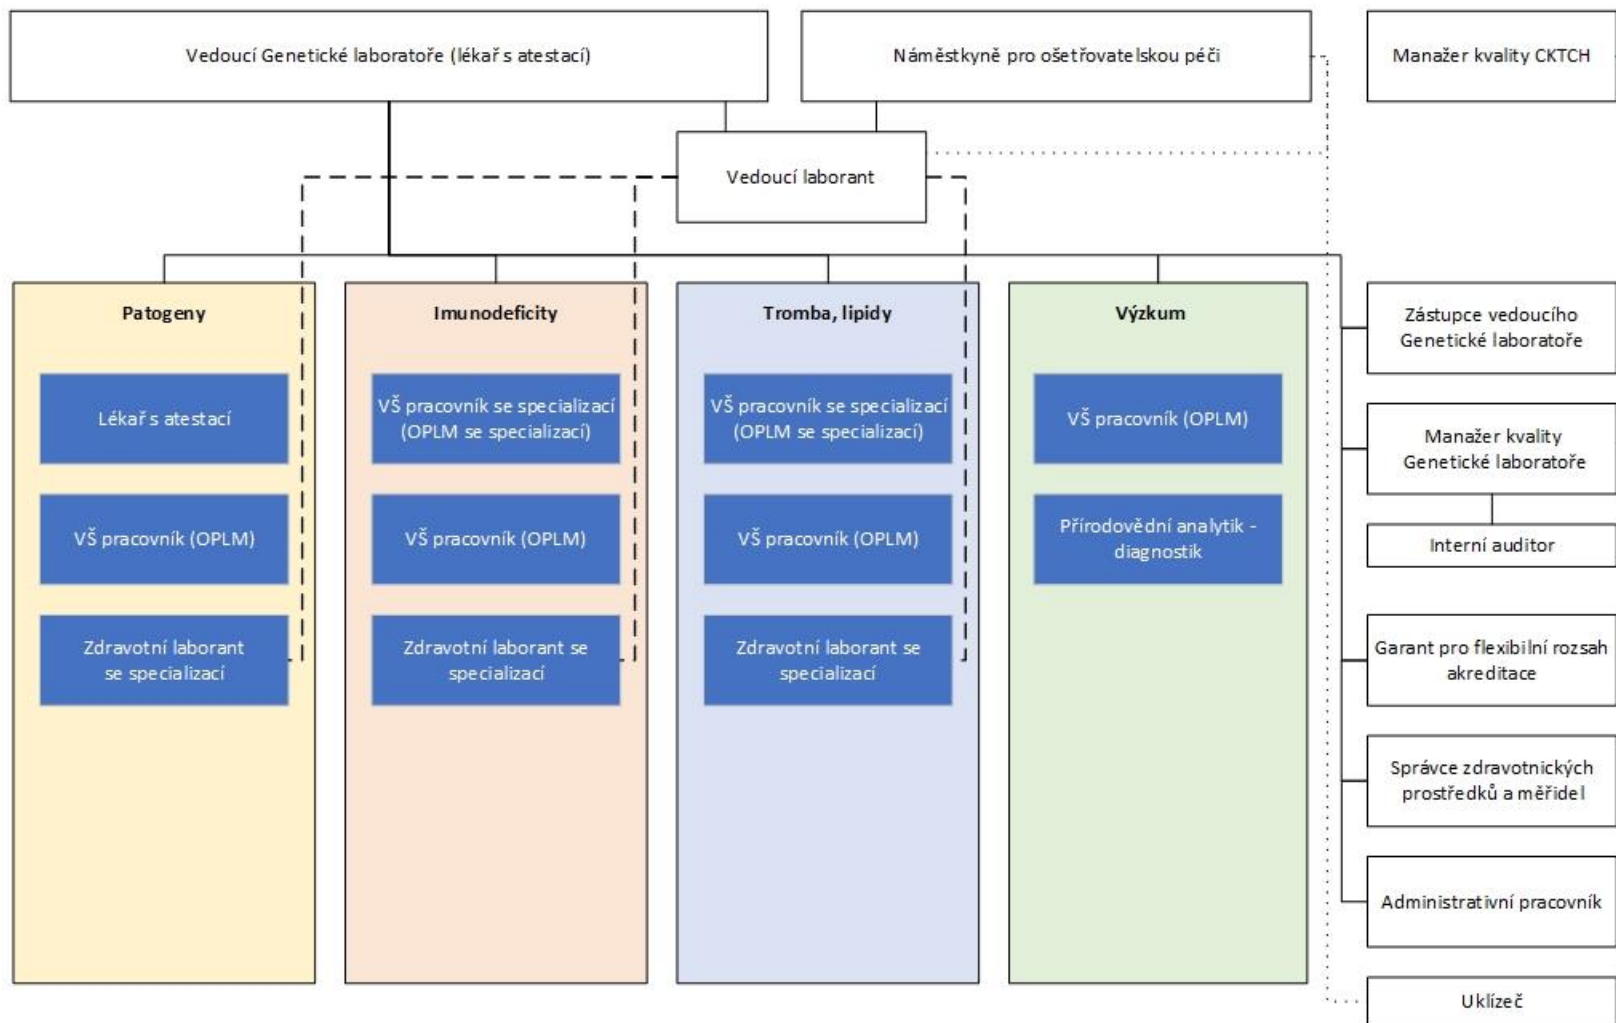 Vedoucí Genetické laboratoře (lékař s atestací)
Náměstkyně pro ošetřovatelskou péči
Manažer kvality CKTCH
Vedoucí laborant
Patogeny
Lékař s atestací
VŠ pracovník (OPLM)
Zdravotní laborant
se specializací
Imunodeficity
VŠ pracovník se specializací
(OPLM se specializací)
VŠ pracovník (OPLM)
Zdravotní laborant se
specializací
Tromba, lipidy
VŠ pracovník se specializací
(OPLM se specializací)
VŠ pracovník (OPLM)
Zdravotní laborant se
specializací
Výzkum
VŠ pracovník (OPLM)
Přírodovědní analytik -
diagnostik
Zástupce vedoucího
Genetické laboratoře
Manažer kvality
Genetické laboratoře
Interní auditor
Garant pro flexibilní rozsah
akreditace
Správce zdravotnických
prostředků a měřidel
Administrativní pracovník
Uklízeč